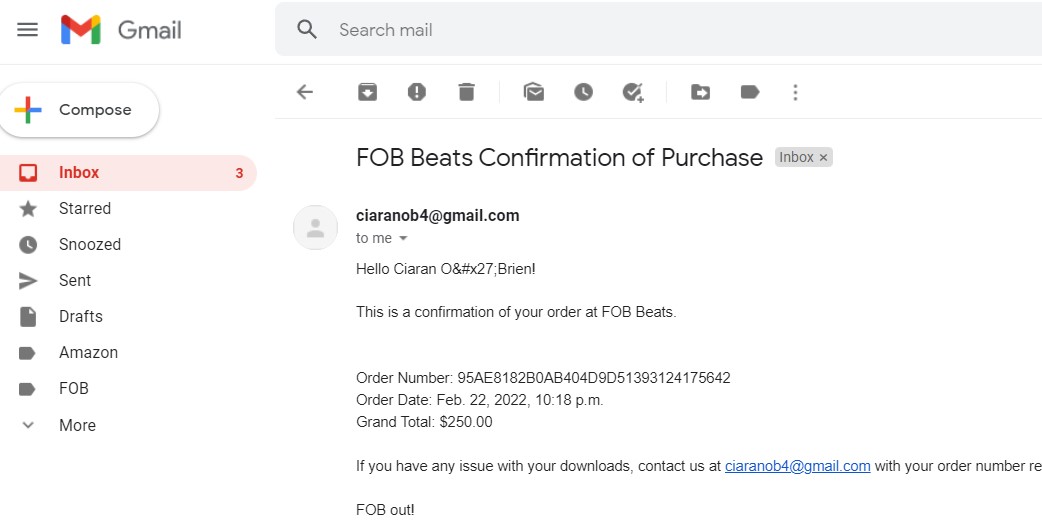 Gmail
Search mail
Compose
FOB Beats Confirmation of Purchase Inbox ×
Inbox 3
Starred
ciaranob4@gmail.com
to me
Snoozed
Hello Ciaran O&#x27;Brien!
Sent
This is a confirmation of your order at FOB Beats.
Drafts
Amazon
Order Number: 95AE8182B0AB404D9D51393124175642
FOB
Order Date: Feb. 22, 2022, 10:18 p.m.
Grand Total: $250.00
More
If you have any issue with your downloads, contact us at ciaranob4@gmail.com with your order number re
FOB out!